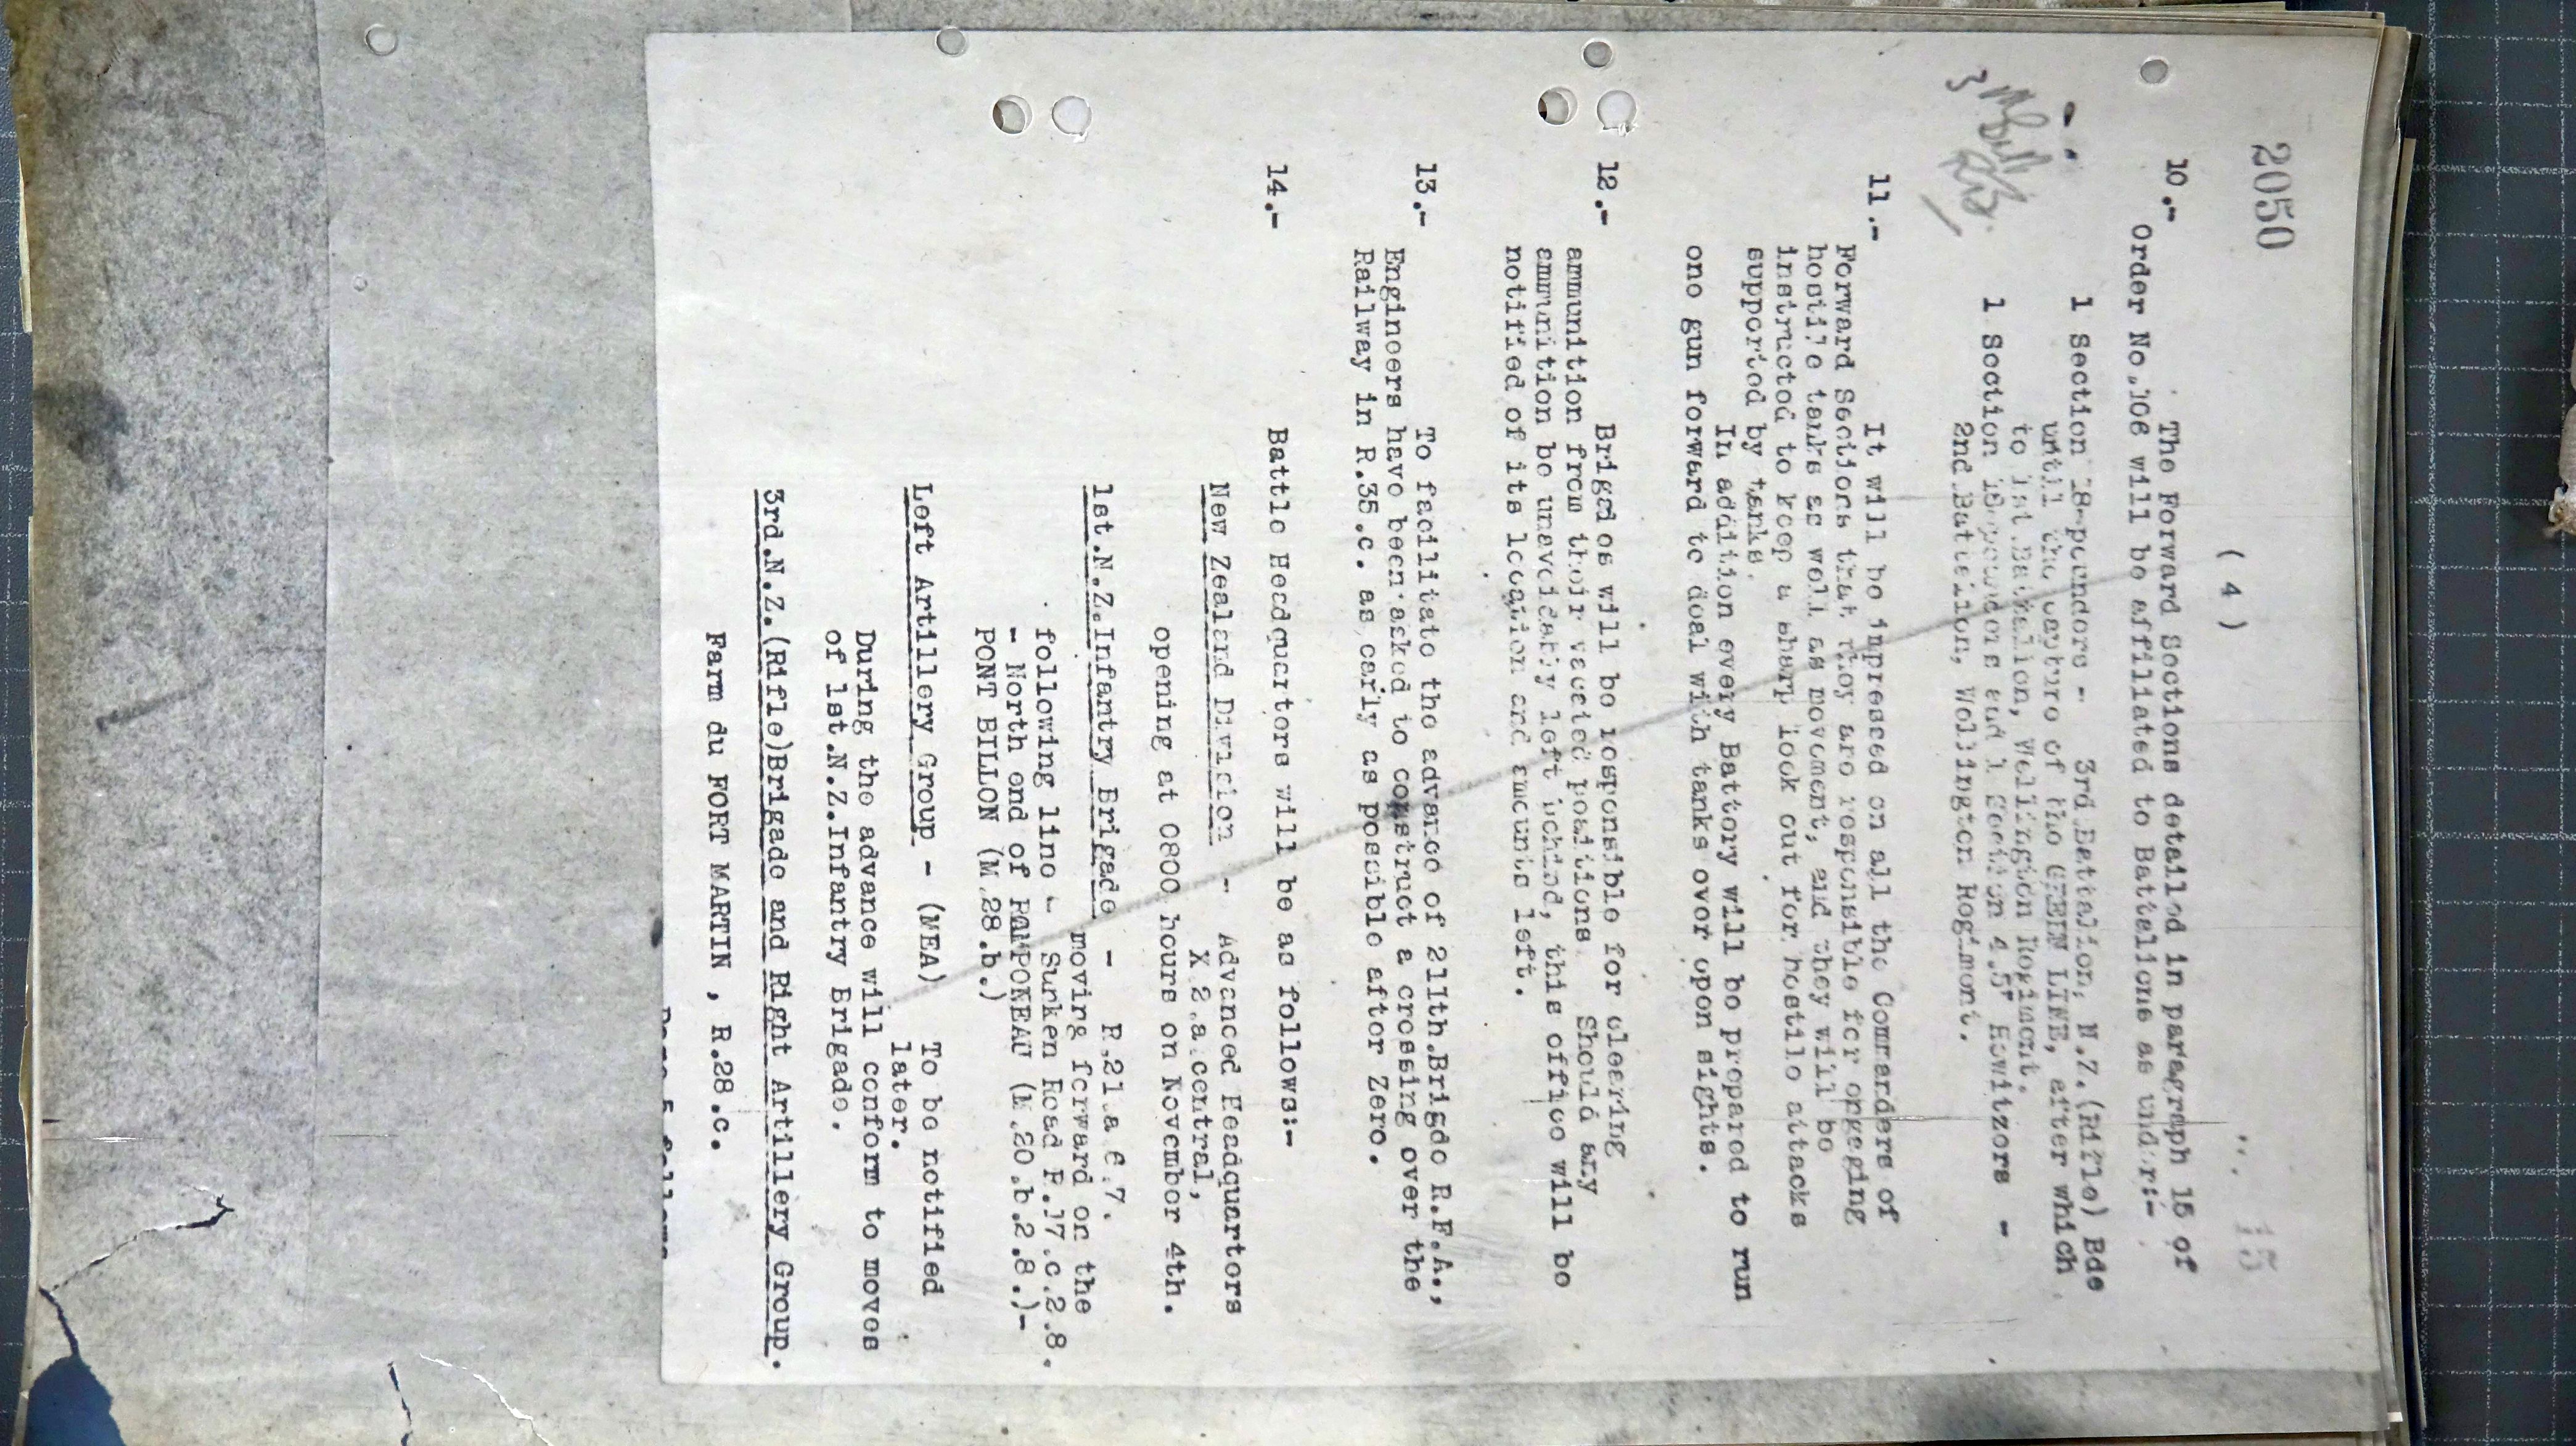 2050
( 4 )
15
10.- The Forward Sections detailed in paragraph 15 of
Order No.106 will be affiliated to Battalions as under:-
1 Section 18-pounders - 3rd.Battalion, N.Z.(Rifle) Bde
until the capture of the GREEN LINE, after which
to 1st.Battalion, Wellington Regiment.
1 Section 18-pounders and 1 Section 4.5" Howitzers -
2nd.Battalion, Wellington Regiment.
11.- It will be impressed on all the Commanders of
Forward Sections that they are responsible for engaging
hostile tanks as well as movement, and they will be
instructed to keep a sharp look out for hostile attacks
supported by tanks.
In addition every Battery will be prepared to run
one gun forward to deal with tanks over open sights.
12.- Brigades will be responsible for clearing
ammunition from their vacated positions. Should any
ammunition be unavoidably left behind, this office will be
notified of its location and amounts left.
13.- To facilitate the advance of 211th.Brigde R.F.A.,
Engineers have been asked to construct a crossing over the
Railway in R.35.c. as early as possible after Zero.
14.- Battle Headquarters will be as follows:-
New Zealand Division - Advanced Headquarters
X.2.a.central,
opening at 0800 hours on November 4th.
1st.N.Z.Infantry Brigade - R.21.a.6.7.
moving forward on the
following line - Sunken Road R.17.c.2.8.
- North end of PAMPONEAU (M.20.b.2.8.)-
PONT BILLON (M.28.b.)
Left Artillery Group - (MEA) To be notified
later.
During the advance will conform to moves
of 1st.N.Z.Infantry Brigade.
3rd.N.Z.(Rifle)Brigade and Right Artillery Group.
Farm du FORT MARTIN , R.28.c.